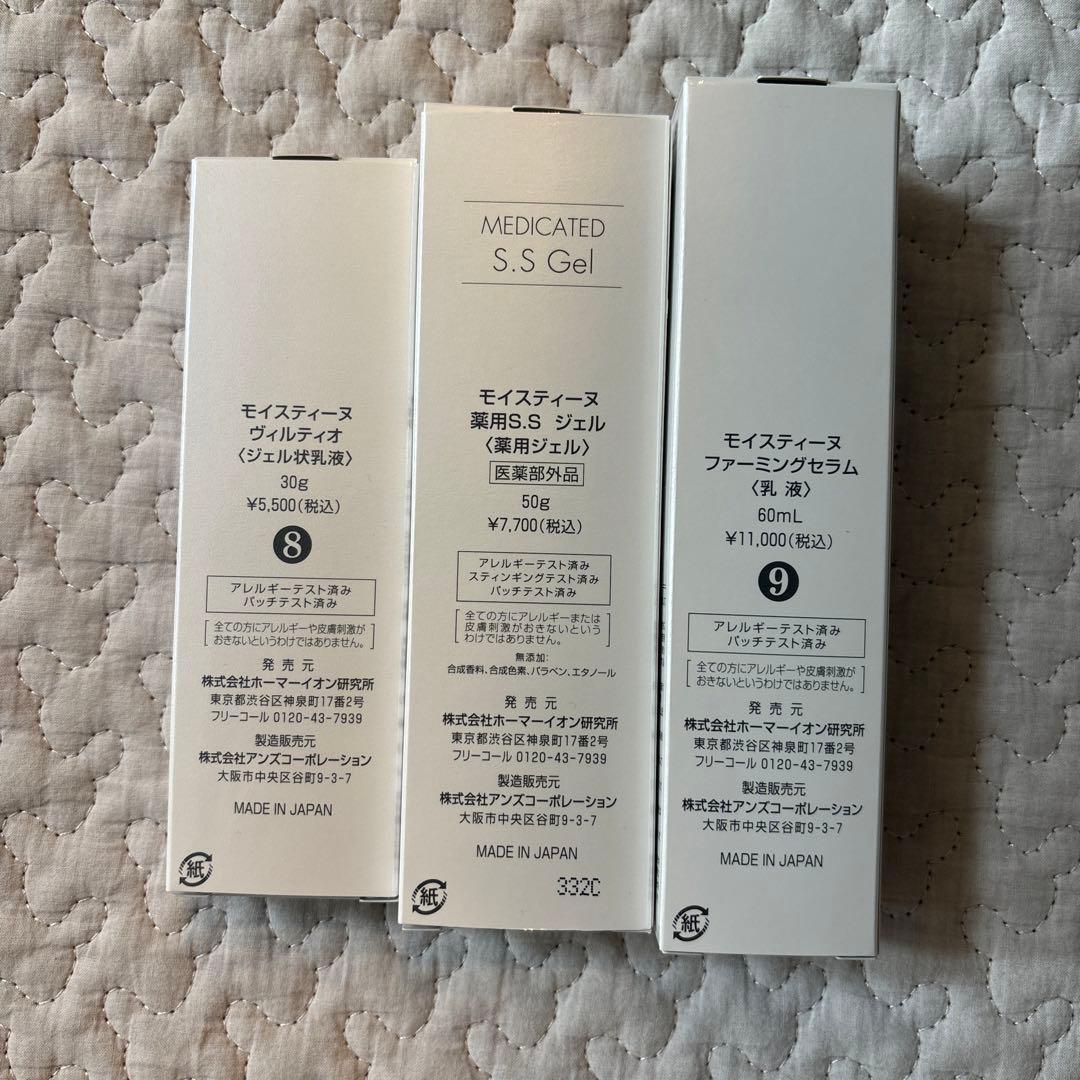 モイスティーヌ
ヴィルティオ
〈ジェル状乳液〉
30g
¥5,500(税込)
8
アレルギーテスト済み
パッチテスト済み
全ての方にアレルギーや皮膚刺激が
おきないというわけではありません。
発売元
株式会社ホーマーイオン研究所
東京都渋谷区神泉町17番2号
フリーコール 0120-43-7939
製造販売元
株式会社アンズコーポレーション
大阪市中央区谷町9-3-7
MADE IN JAPAN
紙
MEDICATED
S.S Gel
モイスティーヌ
薬用S.S ジェル
〈薬用ジェル〉
医薬部外品
50g
¥7,700(税込)
アレルギーテスト済み
スティンギングテスト済み
パッチテスト済み
全ての方にアレルギーまたは
皮膚刺激がおきないという
わけではありません。
無添加:
合成香料、合成色素、パラベン、エタノール
発売元
株式会社ホーマーイオン研究所
東京都渋谷区神泉町17番2号
フリーコール 0120-43-7939
製造販売元
株式会社アンズコーポレーション
大阪市中央区谷町9-3-7
MADE IN JAPAN
332C
紙
モイスティーヌ
ファーミングセラム
〈乳 液〉
60mL
¥11,000(税込)
9
アレルギーテスト済み
パッチテスト済み
全ての方にアレルギーや皮膚刺激が
おきないというわけではありません。
発売元
株式会社ホーマーイオン研究所
東京都渋谷区神泉町17番2号
フリーコール 0120-43-7939
製造販売元
株式会社アンズコーポレーション
大阪市中央区谷町9-3-7
MADE IN JAPAN
紙